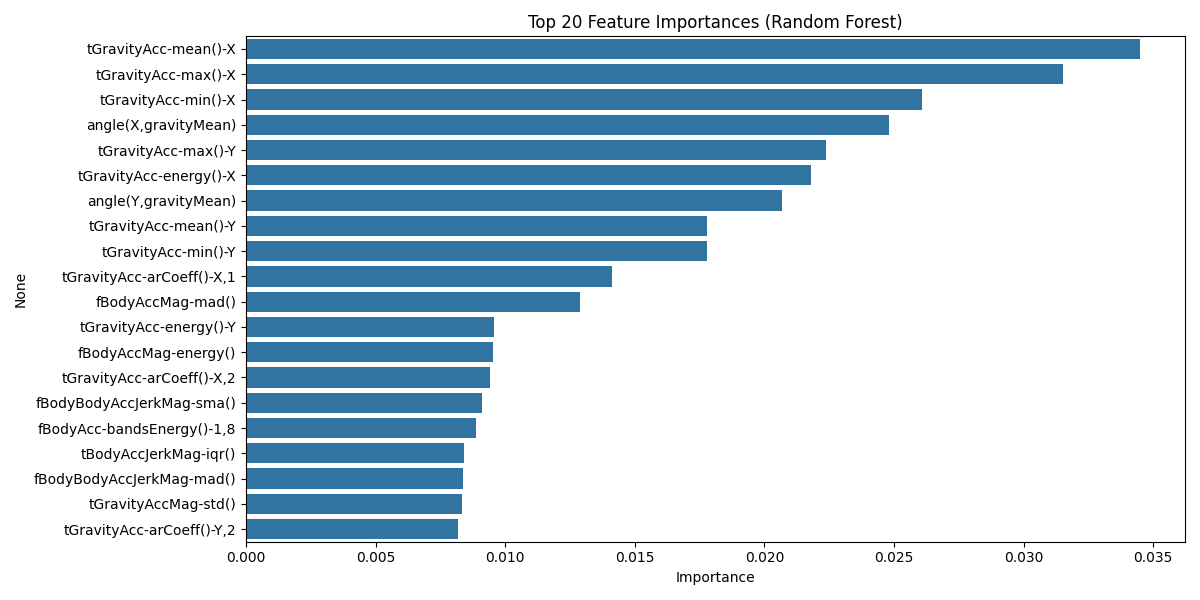 Top 20 Feature Importances (Random Forest)
tGravityAcc-mean()-X
tGravityAcc-max()-X
tGravityAcc-min()-X
angle(X,gravityMean)
tGravityAcc-max()-Y
tGravityAcc-energy()-X
angle(Y,gravityMean)
tGravityAcc-mean()-Y
tGravityAcc-min()-Y
tGravityAcc-arCoeff()-X,1
fBodyAccMag-mad()
tGravityAcc-energy()-Y
fBodyAccMag-energy()
tGravityAcc-arCoeff()-X,2
fBodyBodyAccJerkMag-sma()
fBodyAcc-bandsEnergy()-1,8
tBodyAccJerkMag-iqr()
fBodyBodyAccJerkMag-mad()
tGravityAccMag-std()
tGravityAcc-arCoeff()-Y,2
None
0.000 0.005 0.010 0.015 0.020 0.025 0.030 0.035
Importance